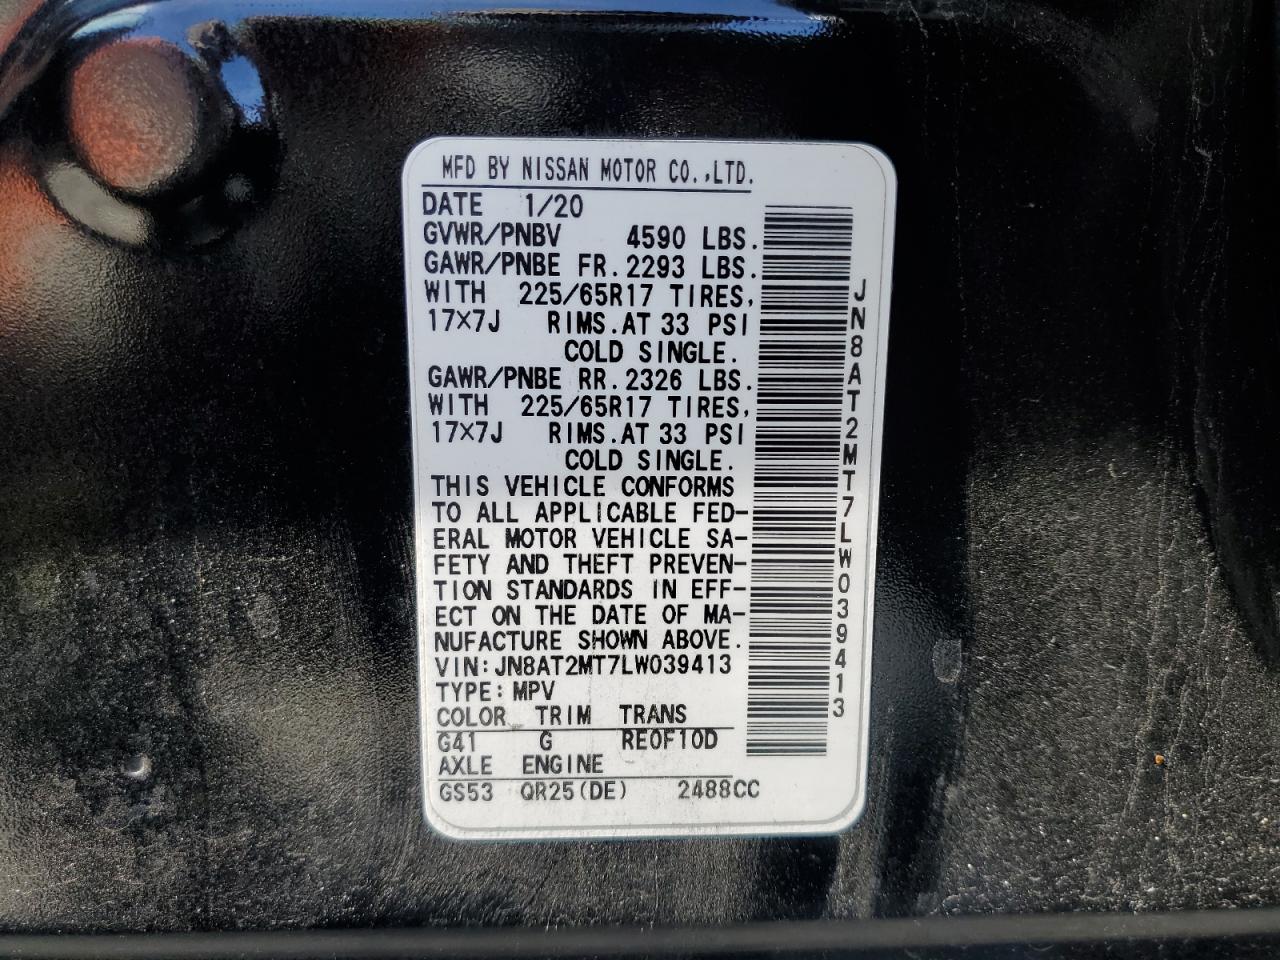 MFD BY NISSAN MOTOR CO.,LTD.
DATE 1/20
GVWR/PNBV 4590 LBS.
GAWR/PNBE FR.2293 LBS.
WITH 225/65R17 TIRES,
17×7J RIMS.AT 33 PSI
COLD SINGLE.
GAWR/PNBE RR.2326 LBS.
WITH 225/65R17 TIRES,
17×7J RIMS.AT 33 PSI
COLD SINGLE.
THIS VEHICLE CONFORMS
TO ALL APPLICABLE FED-
ERAL MOTOR VEHICLE SA-
FETY AND THEFT PREVEN-
TION STANDARDS IN EFF-
ECT ON THE DATE OF MA-
NUFACTURE SHOWN ABOVE.
VIN:JN8AT2MT7LW039413
TYPE:MPV
COLOR TRIM TRANS
G41 G RE0F10D
AXLE ENGINE
GS53 QR25(DE) 2488CC
JN8AT2MT7LW039413